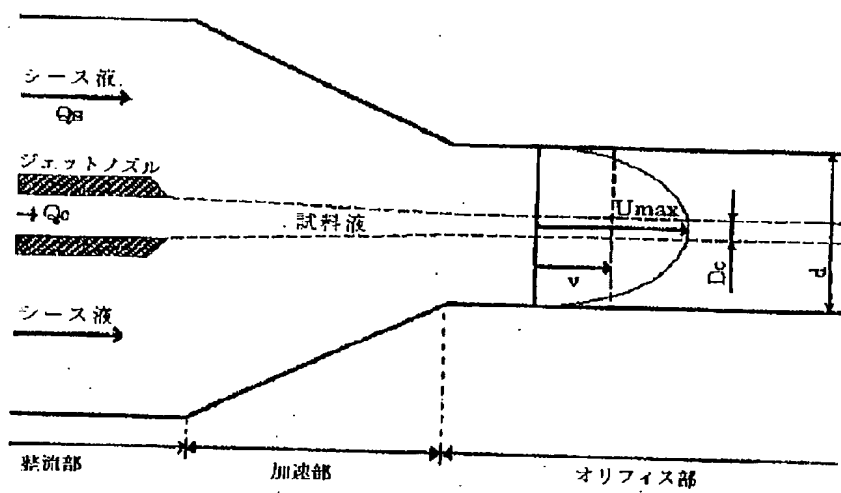 シース液
Qs
ジェットノズル
Qc
試料液
Umax
v
Dc
d
シース液
整流部
加速部
オリフィス部